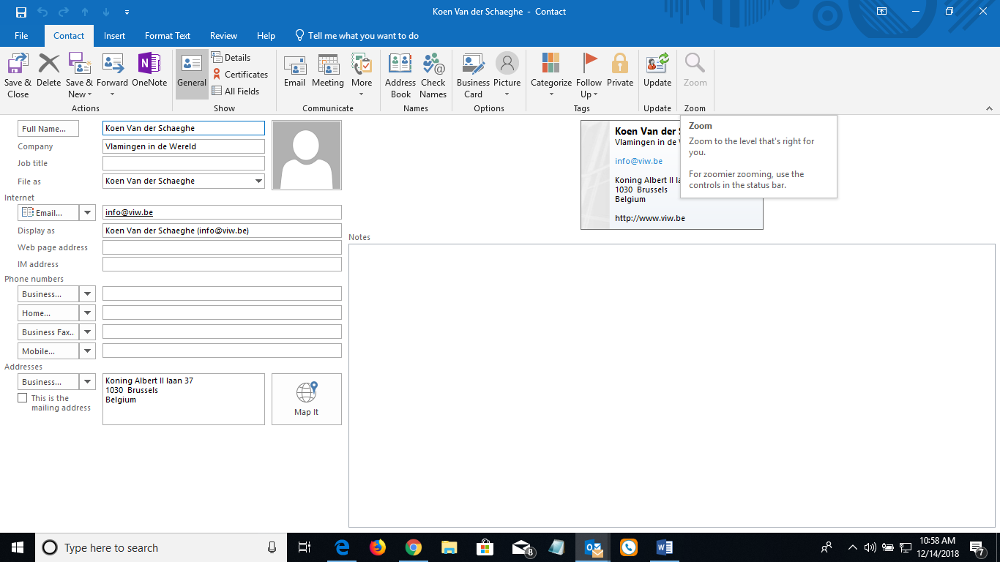 Koen Van der Schaeghe - Contact
File Contact Insert Format Text Review Help Tell me what you want to do
Save & Close
Delete
Save & New
Forward
OneNote
Actions
General
Details
Certificates
All Fields
Show
Email
Meeting
More
Communicate
Address Book
Check Names
Names
Business Card
Picture
Options
Categorize
Follow Up
Private
Tags
Update
Update
Zoom
Zoom
Full Name...
Koen Van der Schaeghe
Company
Vlamingen in de Wereld
Job title
File as
Koen Van der Schaeghe
Internet
Email...
info@viw.be
Display as
Koen Van der Schaeghe (info@viw.be)
Web page address
IM address
Phone numbers
Business...
Home...
Business Fax..
Mobile...
Addresses
Business...
This is the
mailing address
Koning Albert II laan 37
1030 Brussels
Belgium
Map It
Koen Van der
Vlamingen in de
info@viw.be
Koning Albert II
1030 Brussels
Belgium
http://www.viw.be
Zoom
Zoom to the level that's right for
you.
For zoomier zooming, use the
controls in the status bar.
Notes
Type here to search
8
10:58 AM
12/14/2018
7